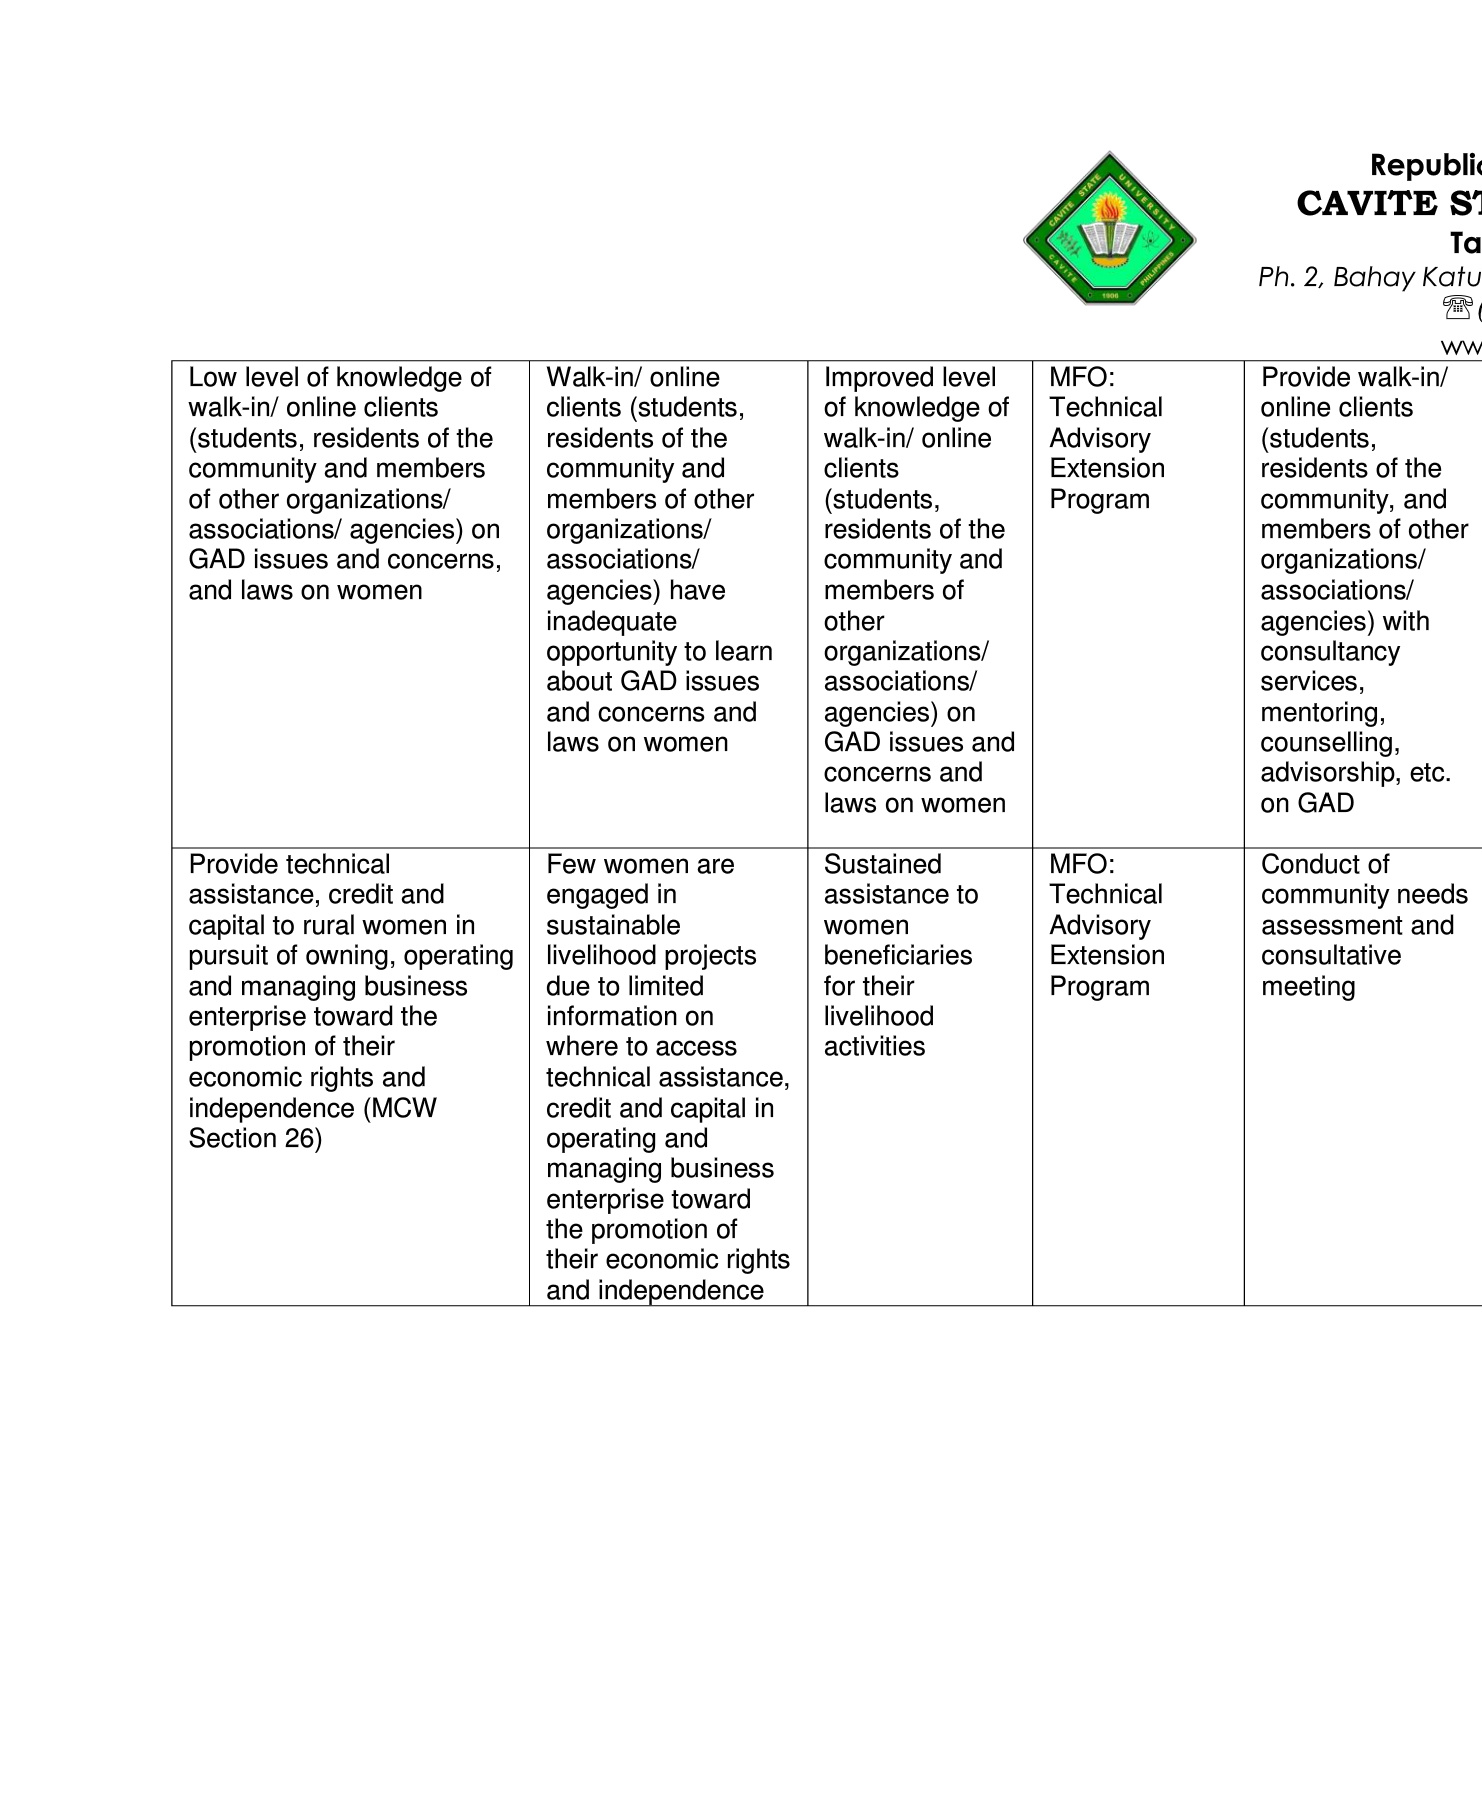 CAVITE STATE UNIVERSITY
CAVITE PHILIPPINES
1906
Republic
CAVITE
Ph. 2, Bahay
Low level of knowledge of
walk-in/ online clients
(students, residents of the
community and members
of other organizations/
associations/ agencies) on
GAD issues and concerns,
and laws on women
Walk-in/ online
clients (students,
residents of the
community and
members of other
organizations/
associations/
agencies) have
inadequate
opportunity to learn
about GAD issues
and concerns and
laws on women
Improved level
of knowledge of
walk-in/ online
clients
(students,
residents of the
community and
members of
other
organizations/
associations/
agencies) on
GAD issues and
concerns and
laws on women
MFO:
Technical
Advisory
Extension
Program
Provide walk-in/
online clients
(students,
residents of the
community, and
members of other
organizations/
associations/
agencies) with
consultancy
services,
mentoring,
counselling,
advisorship, etc.
on GAD
Provide technical
assistance, credit and
capital to rural women in
pursuit of owning, operating
and managing business
enterprise toward the
promotion of their
economic rights and
independence (MCW
Section 26)
Few women are
engaged in
sustainable
livelihood projects
due to limited
information on
where to access
technical assistance,
credit and capital in
operating and
managing business
enterprise toward
the promotion of
their economic rights
and independence
Sustained
assistance to
women
beneficiaries
for their
livelihood
activities
MFO:
Technical
Advisory
Extension
Program
Conduct of
community needs
assessment and
consultative
meeting